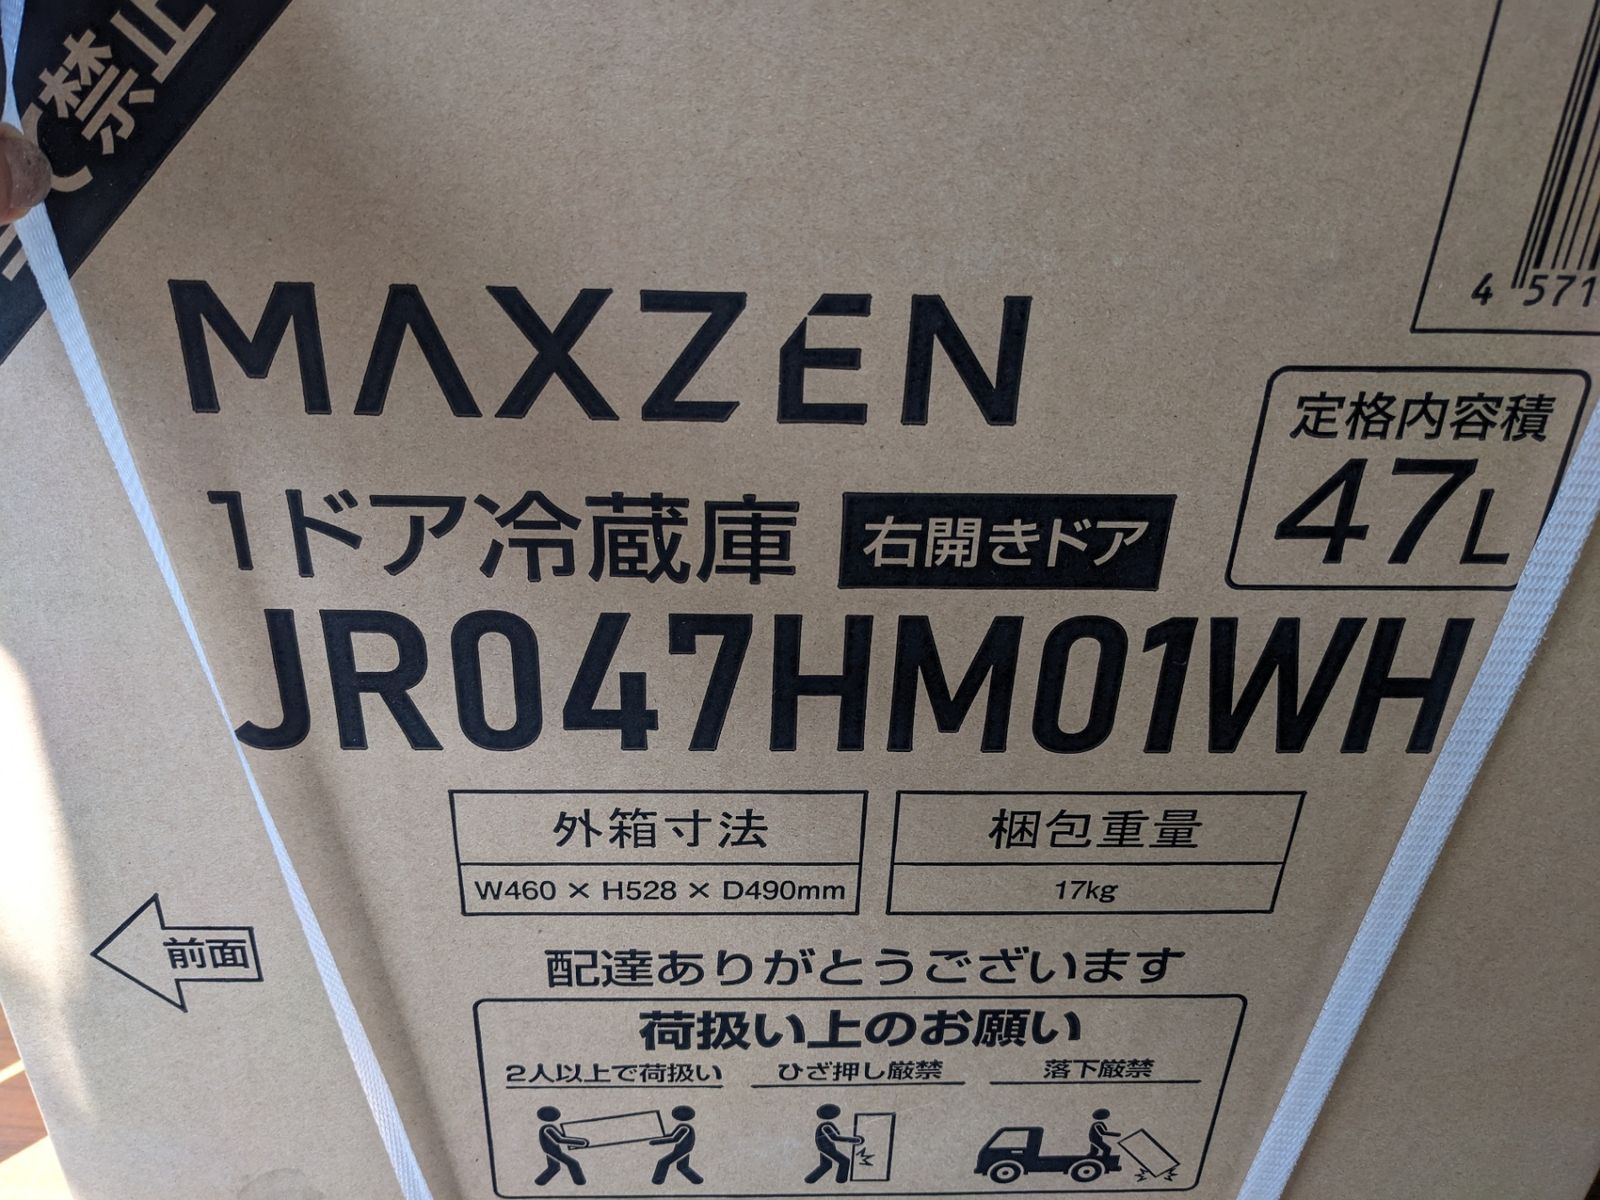 禁止
MAXZEN
4 571
定格内容積
47L
1ドア冷蔵庫 右開きドア
JR047HM01WH
外箱寸法
W460 × H528 × D490mm
梱包重量
17kg
前面
配達ありがとうございます
荷扱い上のお願い
2人以上で荷扱い
ひざ押し厳禁
落下厳禁